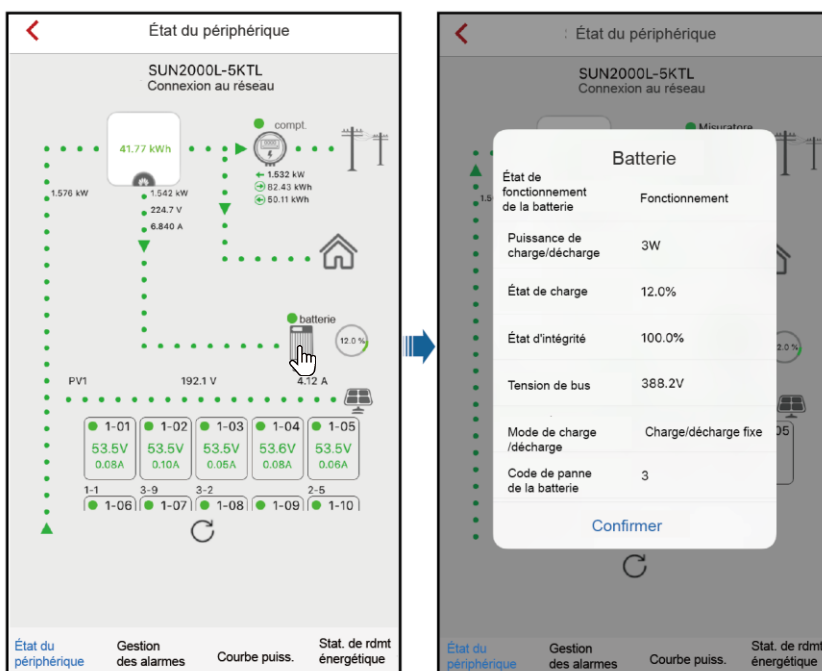 État du périphérique
SUN2000L-5KTL
Connexion au réseau
41.77 kWh
compt.
1.532 kW
82.43 kWh
50.11 kWh
1.576 kW
1.542 kW
224.7 V
6.840 A
batterie
12.0 %
PV1 192.1 V 4.12 A
1-01 1-02 1-03 1-04 1-05
53.5V 53.5V 53.5V 53.6V 53.5V
0.08A 0.10A 0.05A 0.08A 0.06A
1-1 3-9 3-2 2-5
1-06 1-07 1-08 1-09 1-10
État du périphérique
Gestion des alarmes
Courbe puiss.
Stat. de rdmt énergétique
: État du périphérique
SUN2000L-5KTL
Connexion au réseau
Misuratore
1.5
Batterie
État de
fonctionnement
de la batterie
Fonctionnement
Puissance de
charge/décharge
3W
État de charge 12.0%
État d'intégrité 100.0%
Tension de bus 388.2V
Mode de charge
/décharge
Charge/décharge fixe
Code de panne
de la batterie
3
Confirmer
2.0 %
05
État du
périphérique
Gestion
des alarmes
Courbe puiss.
Stat. de rdmt
énergétique